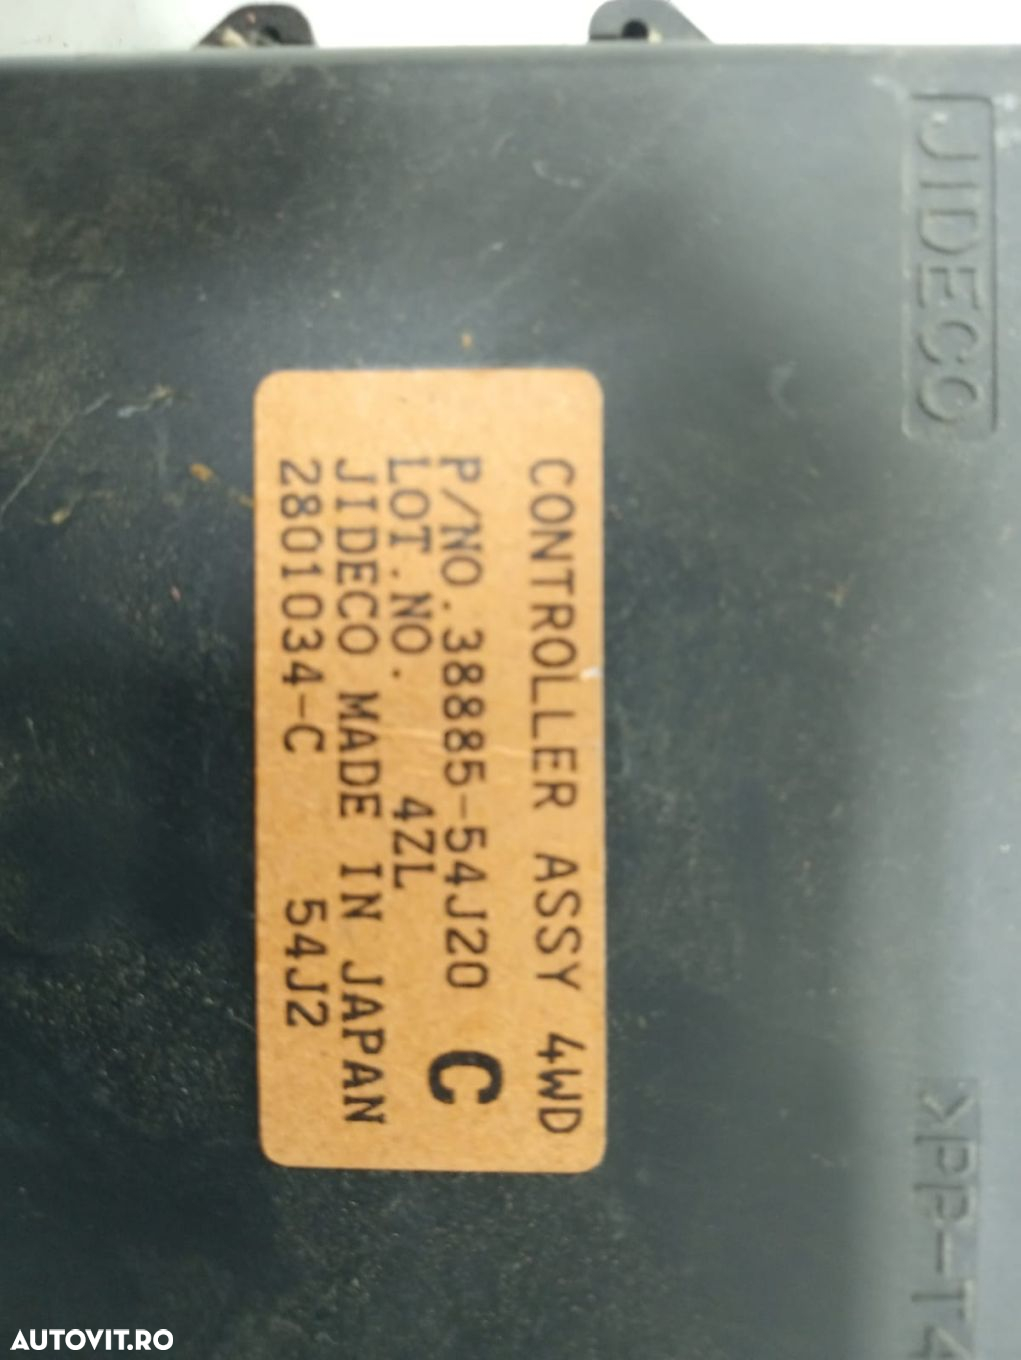 JIDECO
CONTROLLER ASSY 4WD
P/NO.38885-54J20 C
LOT.NO. 4ZL
JIDECO MADE IN JAPAN
2801034-C 54J2
AUTOVIT.RO